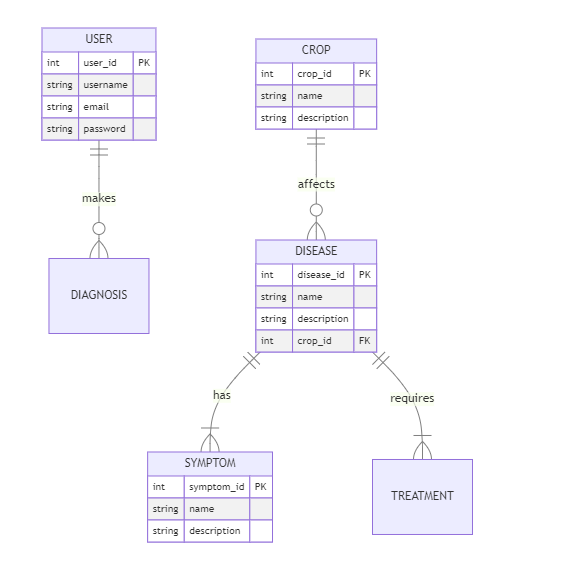 USER
int user_id PK
string username
string email
string password
makes
DIAGNOSIS
CROP
int crop_id PK
string name
string description
affects
DISEASE
int disease_id PK
string name
string description
int crop_id FK
has
requires
SYMPTOM
int symptom_id PK
string name
string description
TREATMENT